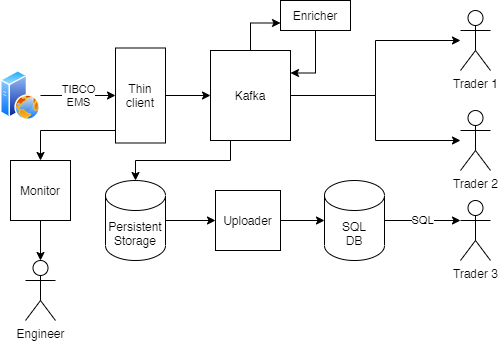 Enricher
TIBCO
EMS
Thin
client
Kafka
Trader 1
Monitor
Trader 2
Persistent
Storage
Uploader
SQL
DB
SQL
Trader 3
Engineer